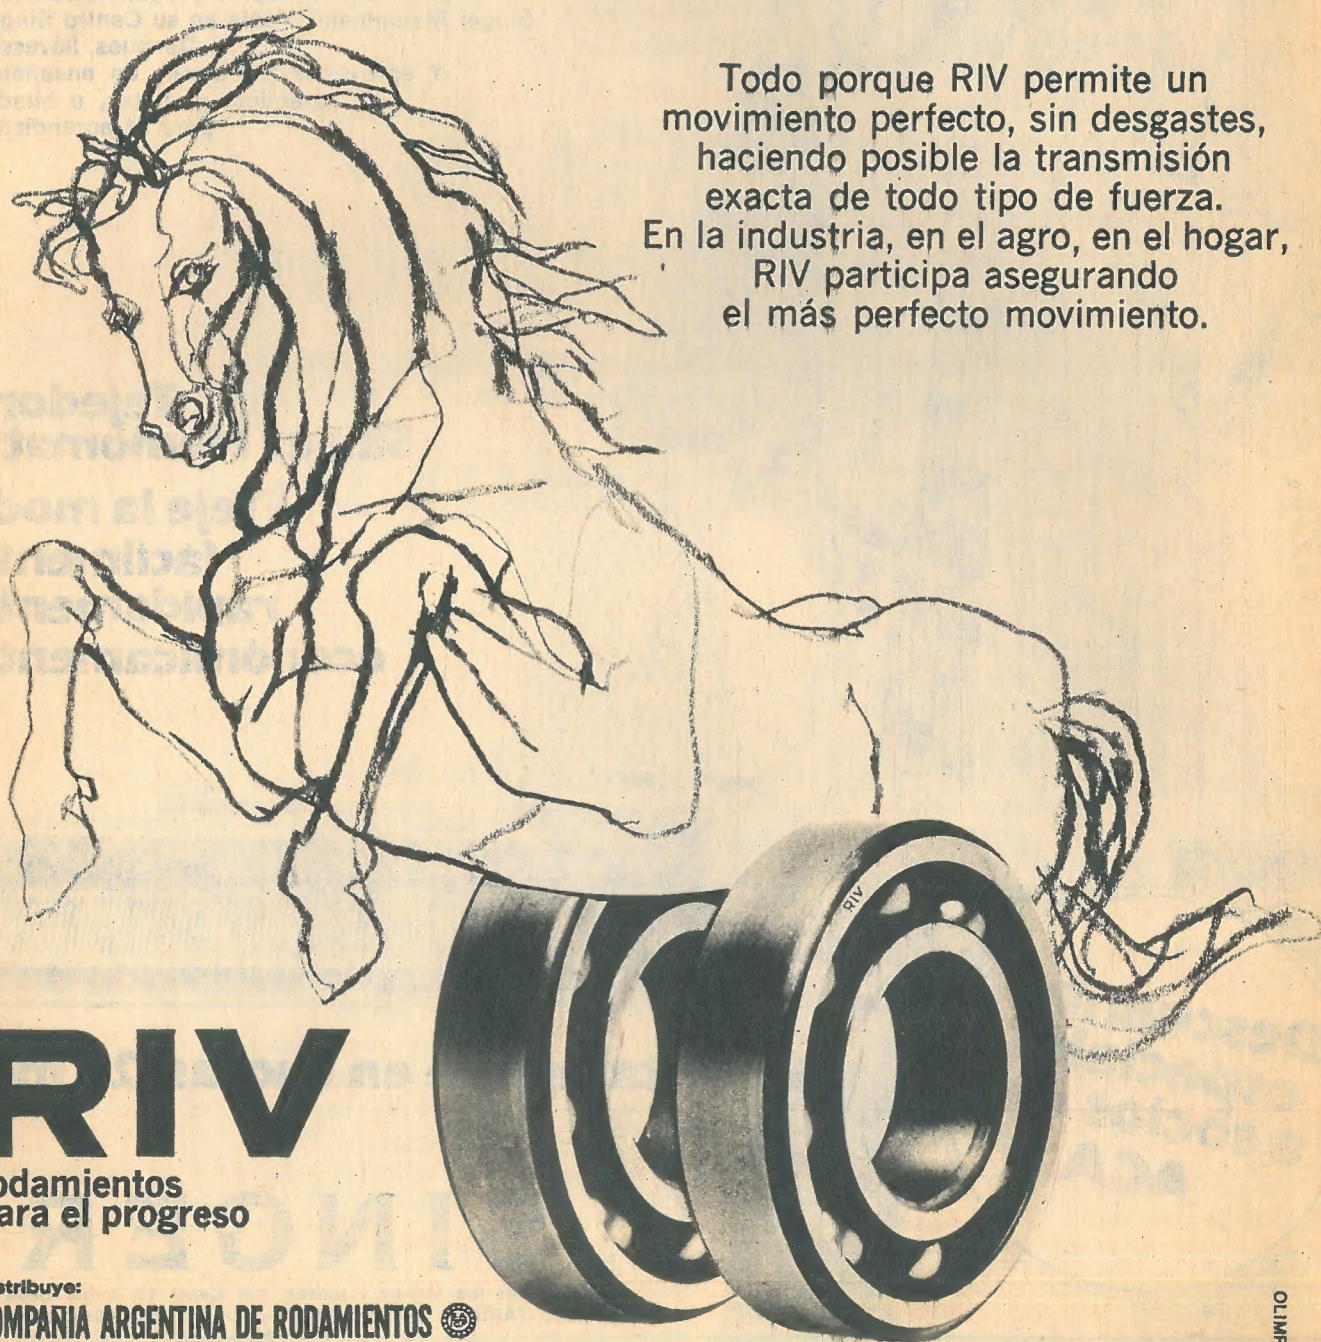 Todo porque RIV permite un
movimiento perfecto, sin desgastes,
haciendo posible la transmisión
exacta de todo tipo de fuerza.
En la industria, en el agro, en el hogar,
RIV participa asegurando
el más perfecto movimiento.
RIV
RIV
odamientos
ara el progreso
stribuye:
OMPAÑIA ARGENTINA DE RODAMIENTOS
OLIMP